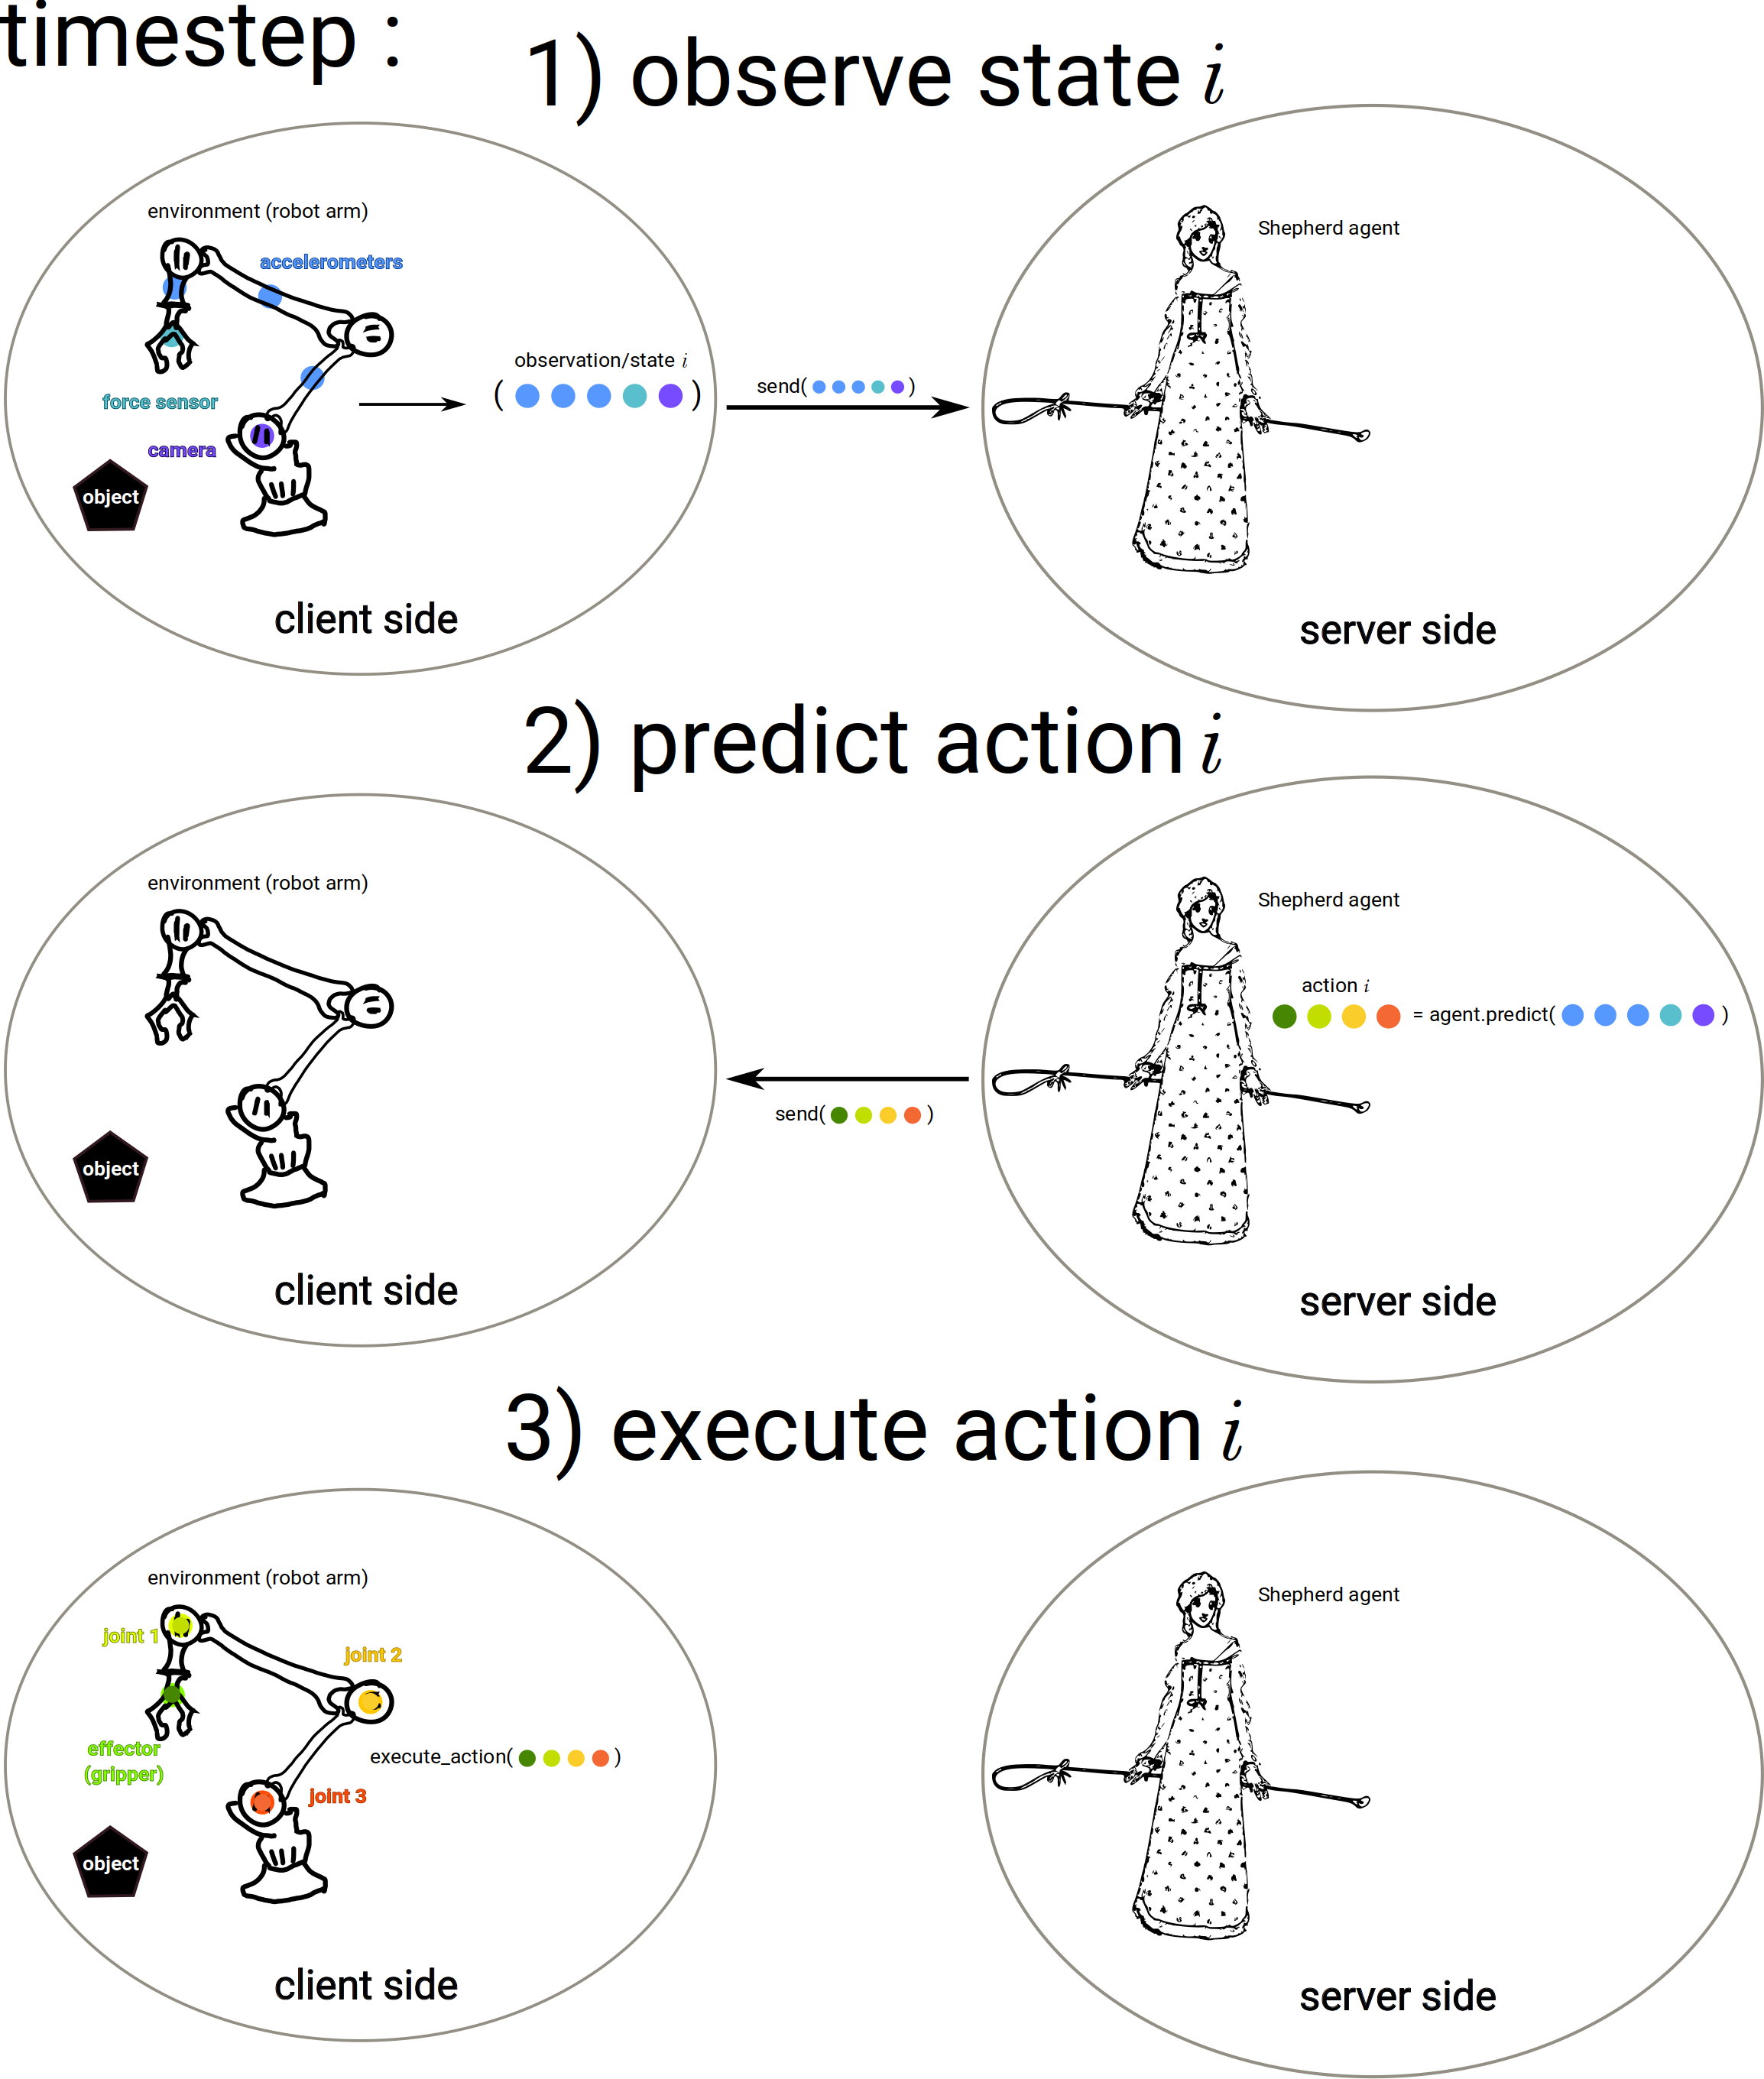 timestep :
1) observe state i
environment (robot arm)
accelerometers
force sensor
camera
object
observation/state i
( )
send( )
Shepherd agent
client side
server side
2) predict action i
environment (robot arm)
object
Shepherd agent
action i
= agent.predict( )
send( )
client side
server side
3) execute action i
environment (robot arm)
joint 1
joint 2
effector
(gripper)
joint 3
execute_action( )
object
Shepherd agent
client side
server side